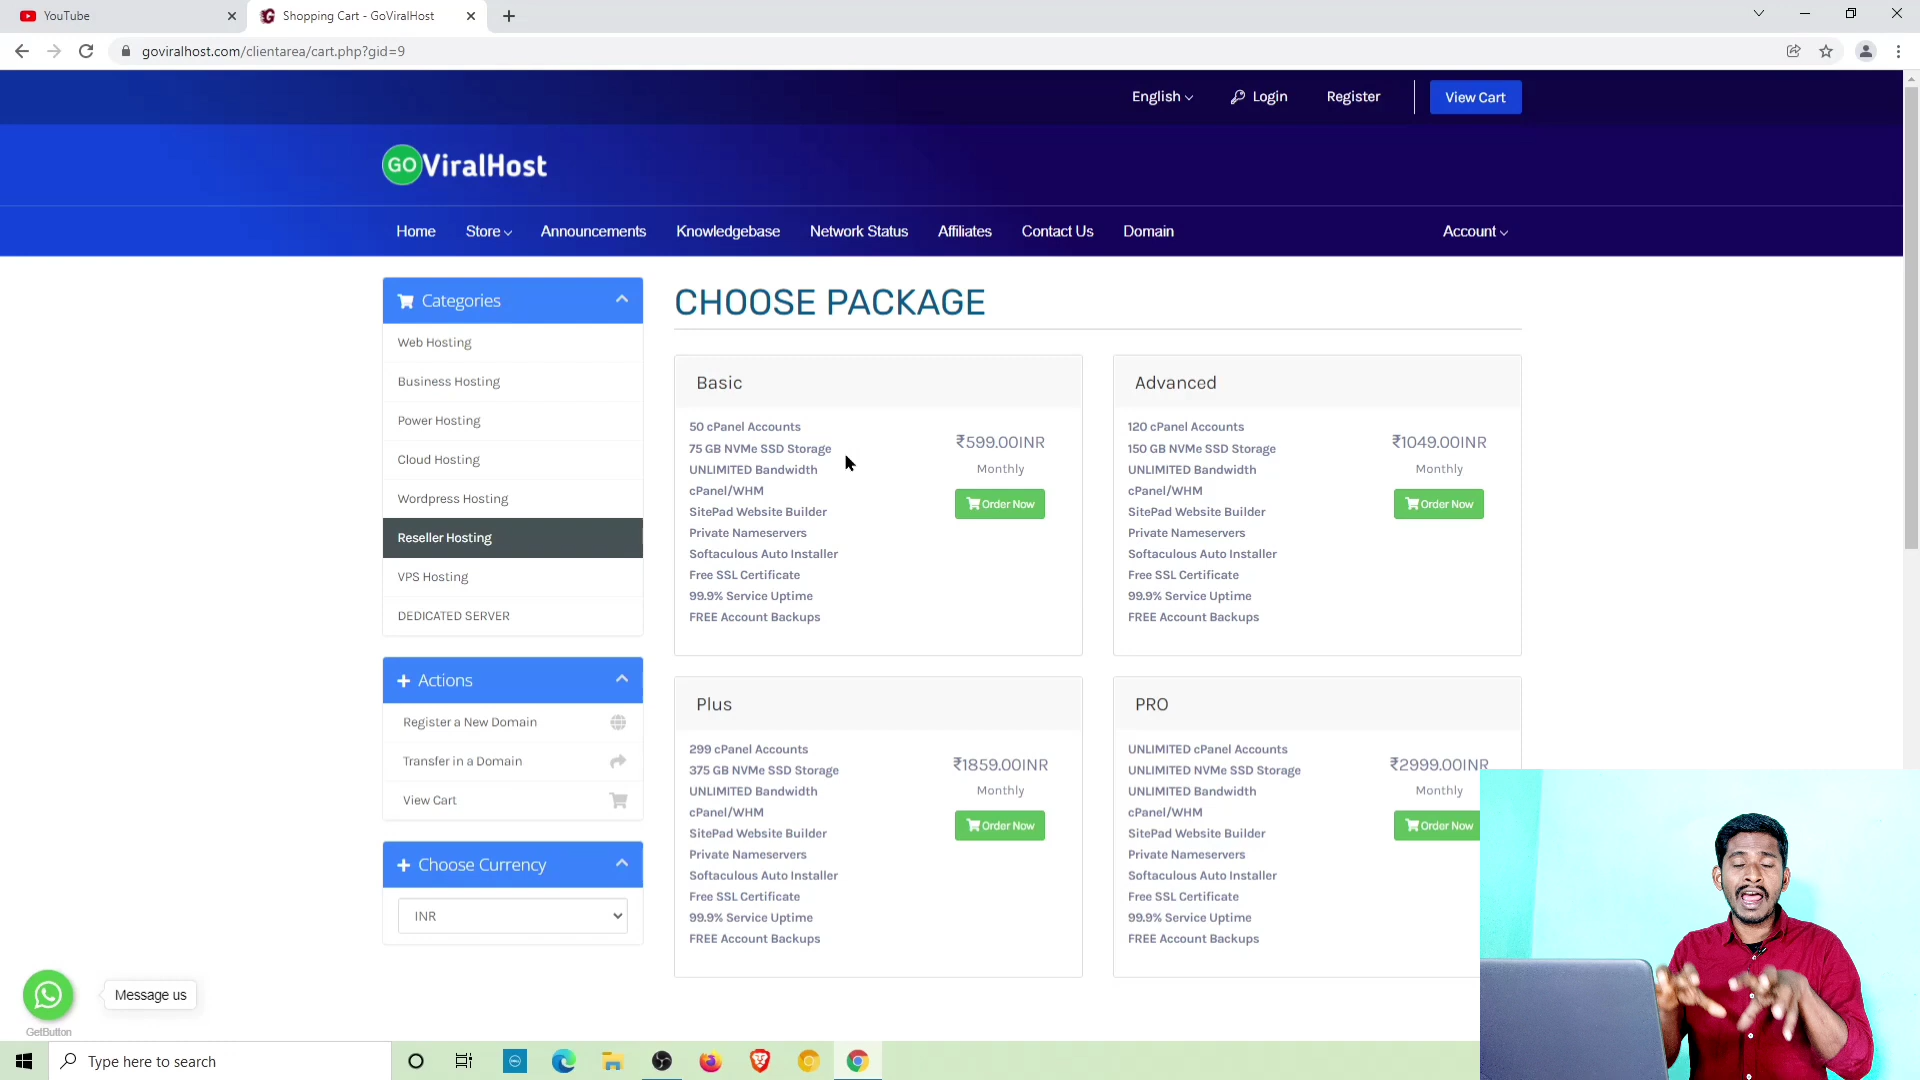 YouTube
Shopping Cart - GoViralHost
goviralhost.com/clientarea/cart.php?gid=9
English
Login
Register
View Cart
GO ViralHost
Home
Store
Announcements
Knowledgebase
Network Status
Affiliates
Contact Us
Domain
Account
Categories
Web Hosting
Business Hosting
Power Hosting
Cloud Hosting
Wordpress Hosting
Reseller Hosting
VPS Hosting
DEDICATED SERVER
Actions
Register a New Domain
Transfer in a Domain
View Cart
Choose Currency
INR
CHOOSE PACKAGE
Basic
50 cPanel Accounts
75 GB NVMe SSD Storage
UNLIMITED Bandwidth
cPanel/WHM
SitePad Website Builder
Private Nameservers
Softaculous Auto Installer
Free SSL Certificate
99.9% Service Uptime
FREE Account Backups
₹599.00INR
Monthly
Order Now
Advanced
120 cPanel Accounts
150 GB NVMe SSD Storage
UNLIMITED Bandwidth
cPanel/WHM
SitePad Website Builder
Private Nameservers
Softaculous Auto Installer
Free SSL Certificate
99.9% Service Uptime
FREE Account Backups
₹1049.00INR
Monthly
Order Now
Plus
299 cPanel Accounts
375 GB NVMe SSD Storage
UNLIMITED Bandwidth
cPanel/WHM
SitePad Website Builder
Private Nameservers
Softaculous Auto Installer
Free SSL Certificate
99.9% Service Uptime
FREE Account Backups
₹1859.00INR
Monthly
Order Now
PRO
UNLIMITED cPanel Accounts
UNLIMITED NVMe SSD Storage
UNLIMITED Bandwidth
cPanel/WHM
SitePad Website Builder
Private Nameservers
Softaculous Auto Installer
Free SSL Certificate
99.9% Service Uptime
FREE Account Backups
₹2999.00INR
Monthly
Order Now
Message us
GetButton
Type here to search